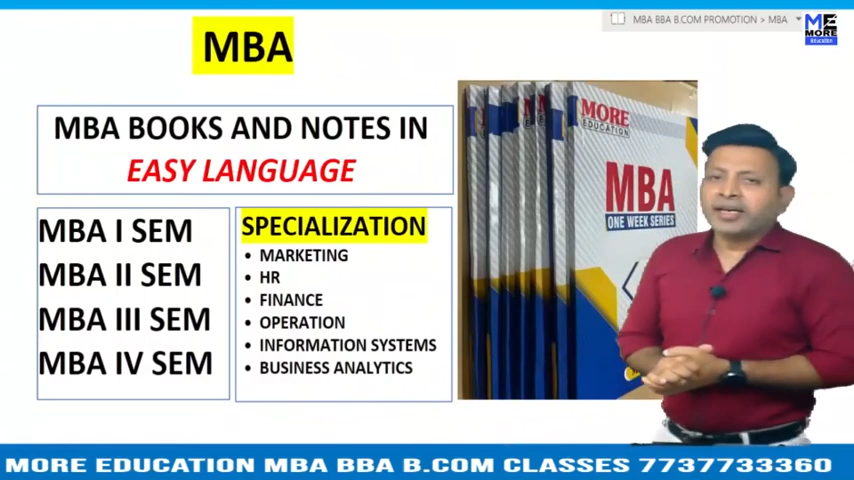 MBA
MBA BBA B.COM PROMOTION > MBA
ME
MORE
Education
MBA BOOKS AND NOTES IN
EASY LANGUAGE
MBA I SEM
MBA II SEM
MBA III SEM
MBA IV SEM
SPECIALIZATION
• MARKETING
• HR
• FINANCE
• OPERATION
• INFORMATION SYSTEMS
• BUSINESS ANALYTICS
MORE
EDUCATION
MBA
ONE WEEK SERIES
MORE EDUCATION MBA BBA B.COM CLASSES 7737733360